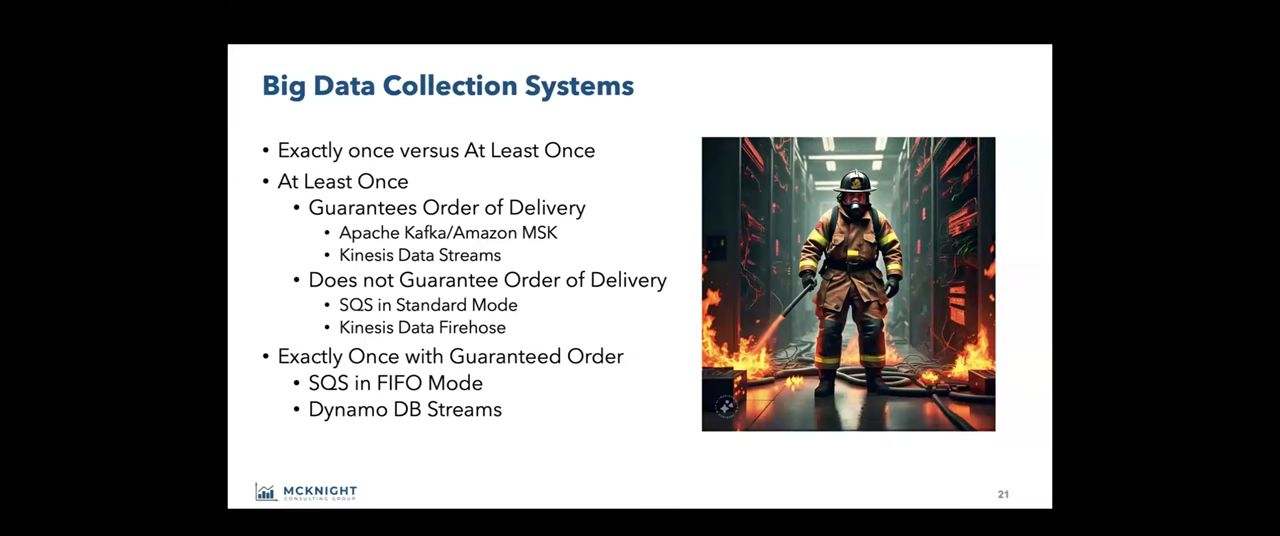 Big Data Collection Systems
• Exactly once versus At Least Once
• At Least Once
• Guarantees Order of Delivery
• Apache Kafka/Amazon MSK
• Kinesis Data Streams
• Does not Guarantee Order of Delivery
• SQS in Standard Mode
• Kinesis Data Firehose
• Exactly Once with Guaranteed Order
• SQS in FIFO Mode
• Dynamo DB Streams
MCKNIGHT
CONSULTING GROUP
21